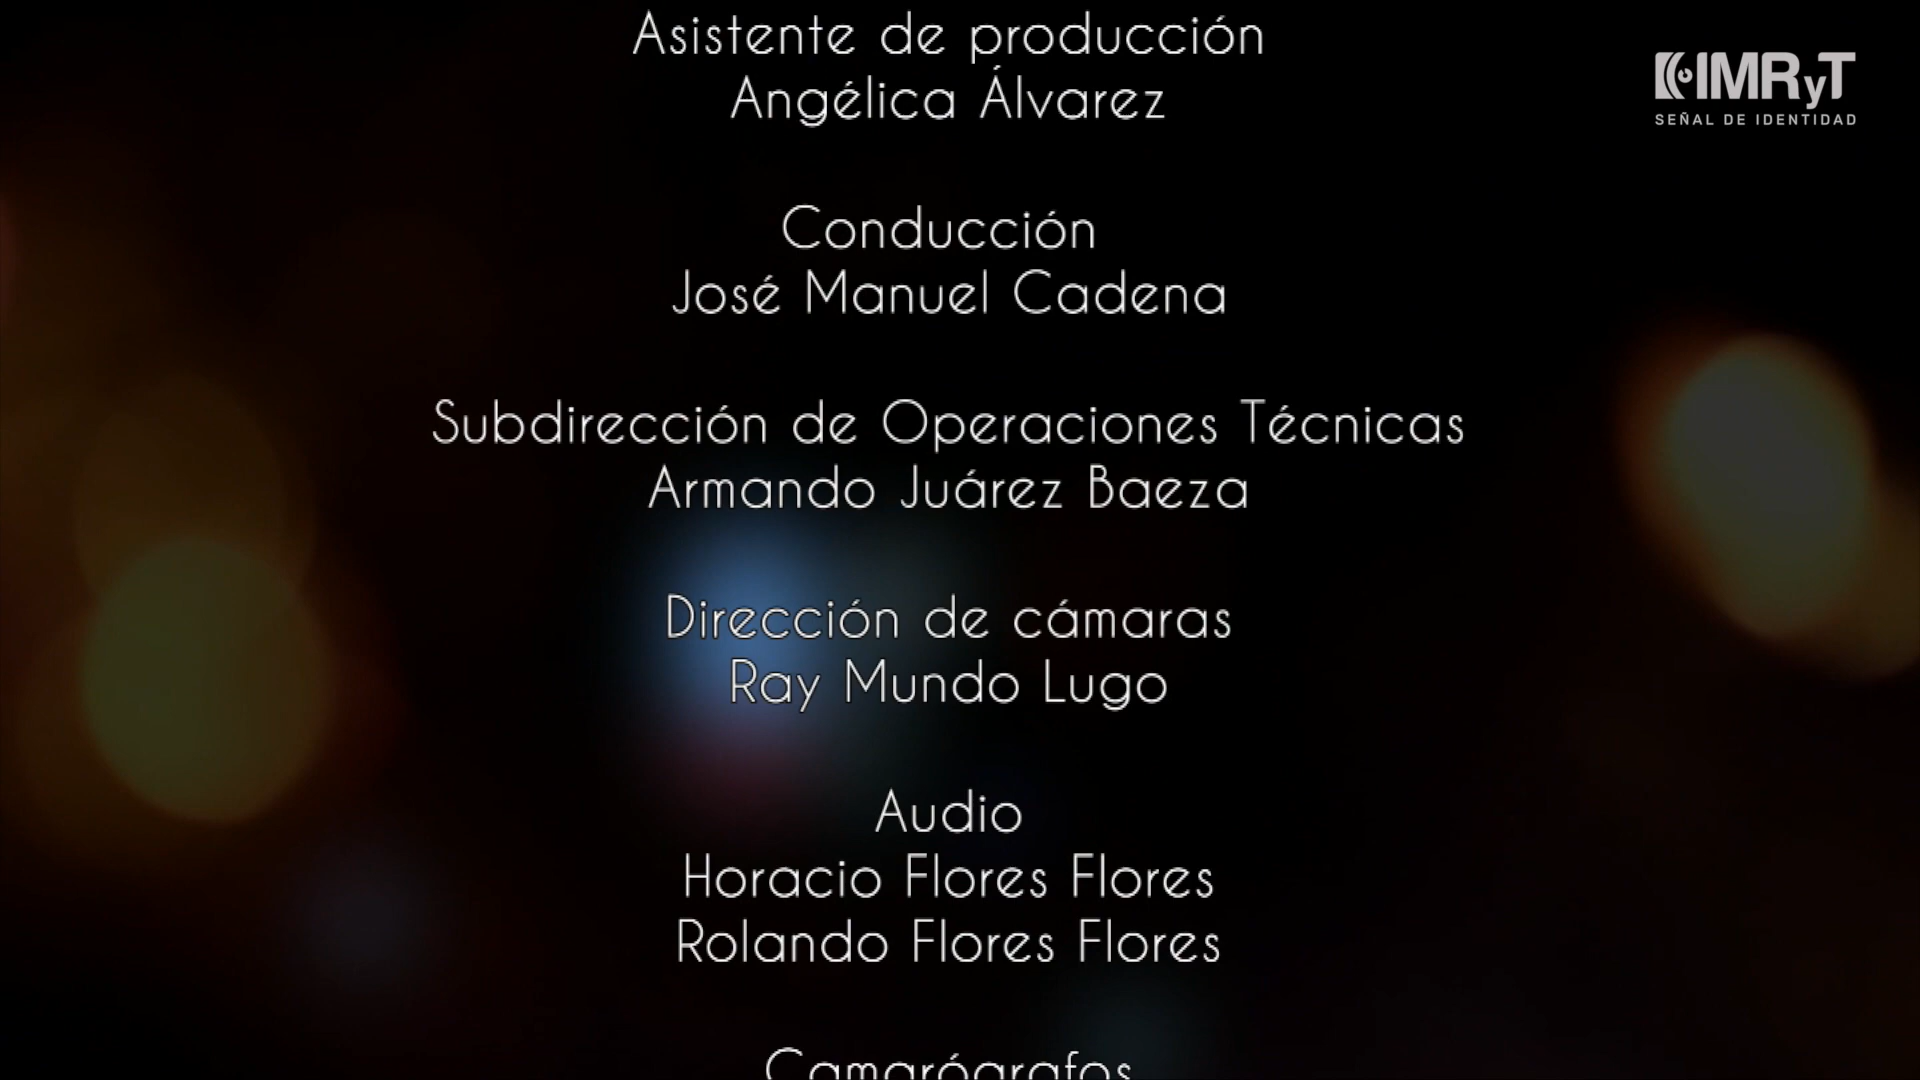 Asistente de producción
Angélica Álvarez
IMRyT
SEÑAL DE IDENTIDAD
Conducción
José Manuel Cadena
Subdirección de Operaciones Técnicas
Armando Juárez Baeza
Dirección de cámaras
Ray Mundo Lugo
Audio
Horacio Flores Flores
Rolando Flores Flores
Camarógrafos